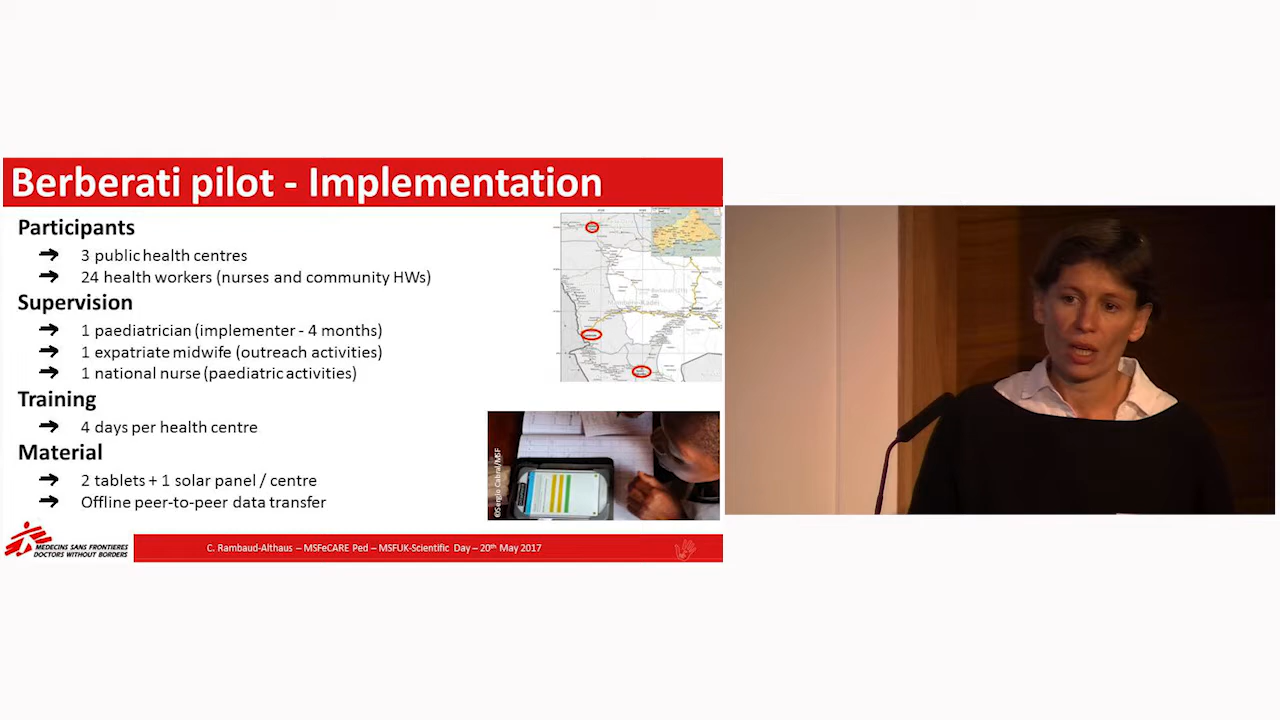 Berberati pilot - Implementation
Participants
→ 3 public health centres
→ 24 health workers (nurses and community HWs)
Supervision
→ 1 paediatrician (implementer - 4 months)
→ 1 expatriate midwife (outreach activities)
→ 1 national nurse (paediatric activities)
Training
→ 4 days per health centre
Material
→ 2 tablets + 1 solar panel / centre
→ Offline peer-to-peer data transfer
©Sergio Cabral/MSF
MEDECINS SANS FRONTIERES
DOCTORS WITHOUT BORDERS
C. Rambaud-Althaus – MSFeCARE Ped – MSFUK-Scientific Day – 20th May 2017